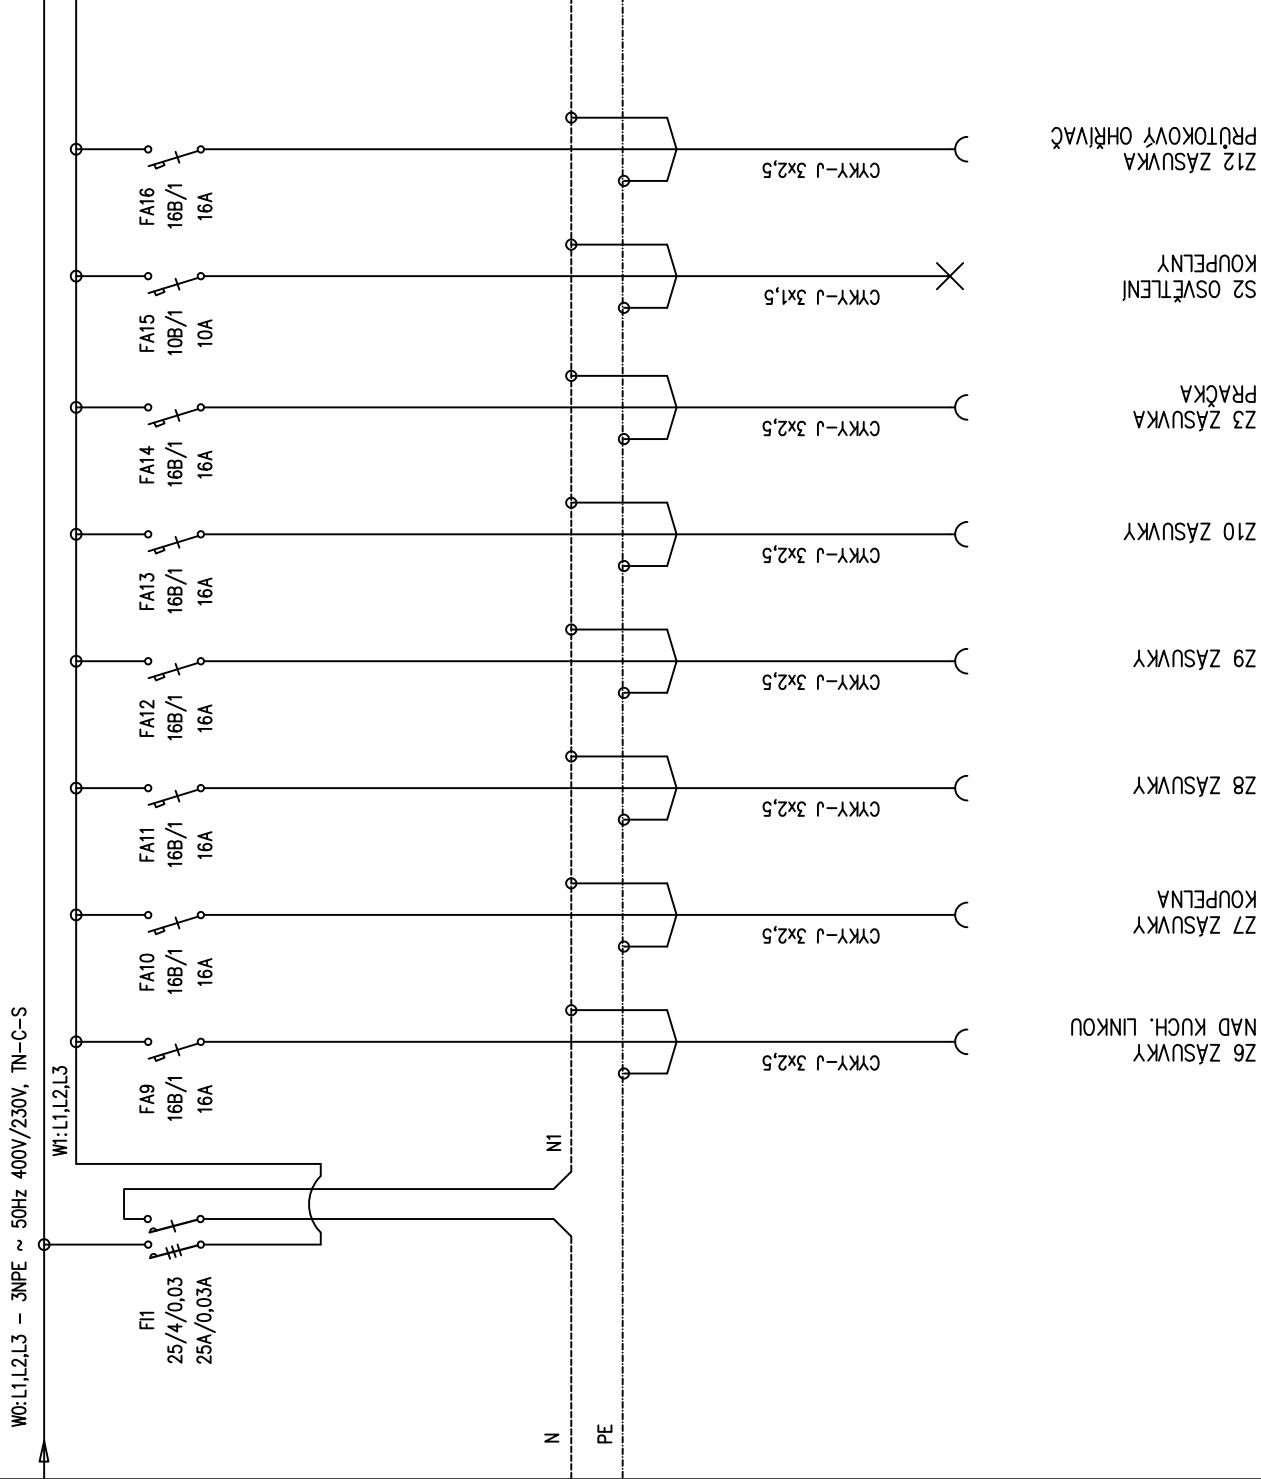 W0:L1,L2,L3 - 3NPE ~ 50Hz 400V/230V, TN-C-S
W1:L1,L2,L3
FI1
25/4/0,03
25A/0,03A
N
PE
N1
FA9
16B/1
16A
CYKY-J 3x2,5
Z6 ZÁSUVKY
NAD KUCH. LINKOU
FA10
16B/1
16A
CYKY-J 3x2,5
Z7 ZÁSUVKY
KOUPELNA
FA11
16B/1
16A
CYKY-J 3x2,5
Z8 ZÁSUVKY
FA12
16B/1
16A
CYKY-J 3x2,5
Z9 ZÁSUVKY
FA13
16B/1
16A
CYKY-J 3x2,5
Z10 ZÁSUVKY
FA14
16B/1
16A
CYKY-J 3x2,5
Z3 ZÁSUVKA
PRAČKA
FA15
10B/1
10A
CYKY-J 3x1,5
S2 OSVĚTLENÍ
KOUPELNY
FA16
16B/1
16A
CYKY-J 3x2,5
Z12 ZÁSUVKA
PRŮTOKOVÝ OHŘÍVAČ